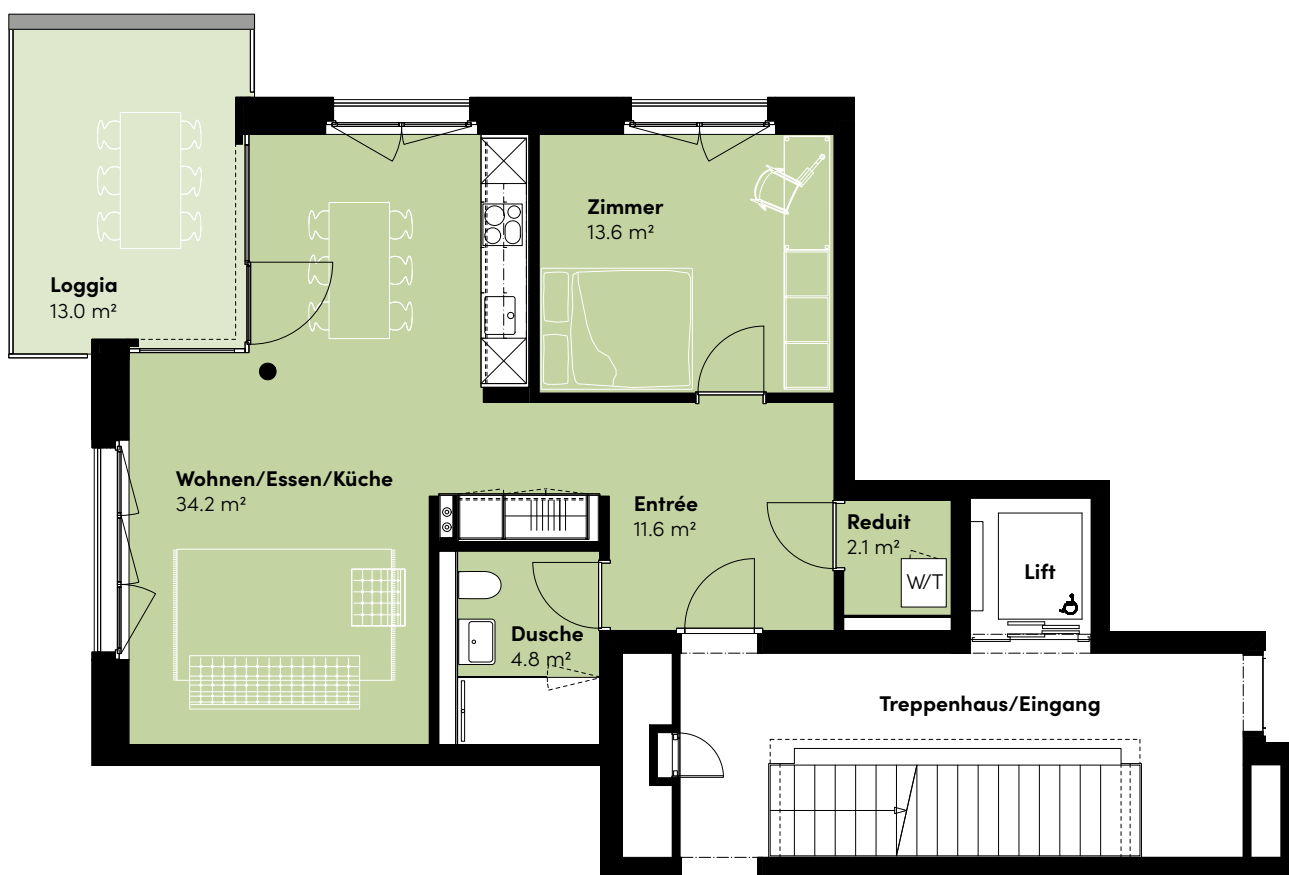 Zimmer
13.6 m²
Loggia
13.0 m²
Wohnen/Essen/Küche
34.2 m²
Entrée
11.6 m²
Reduit
2.1 m²
W/T
Lift
Dusche
4.8 m²
Treppenhaus/Eingang